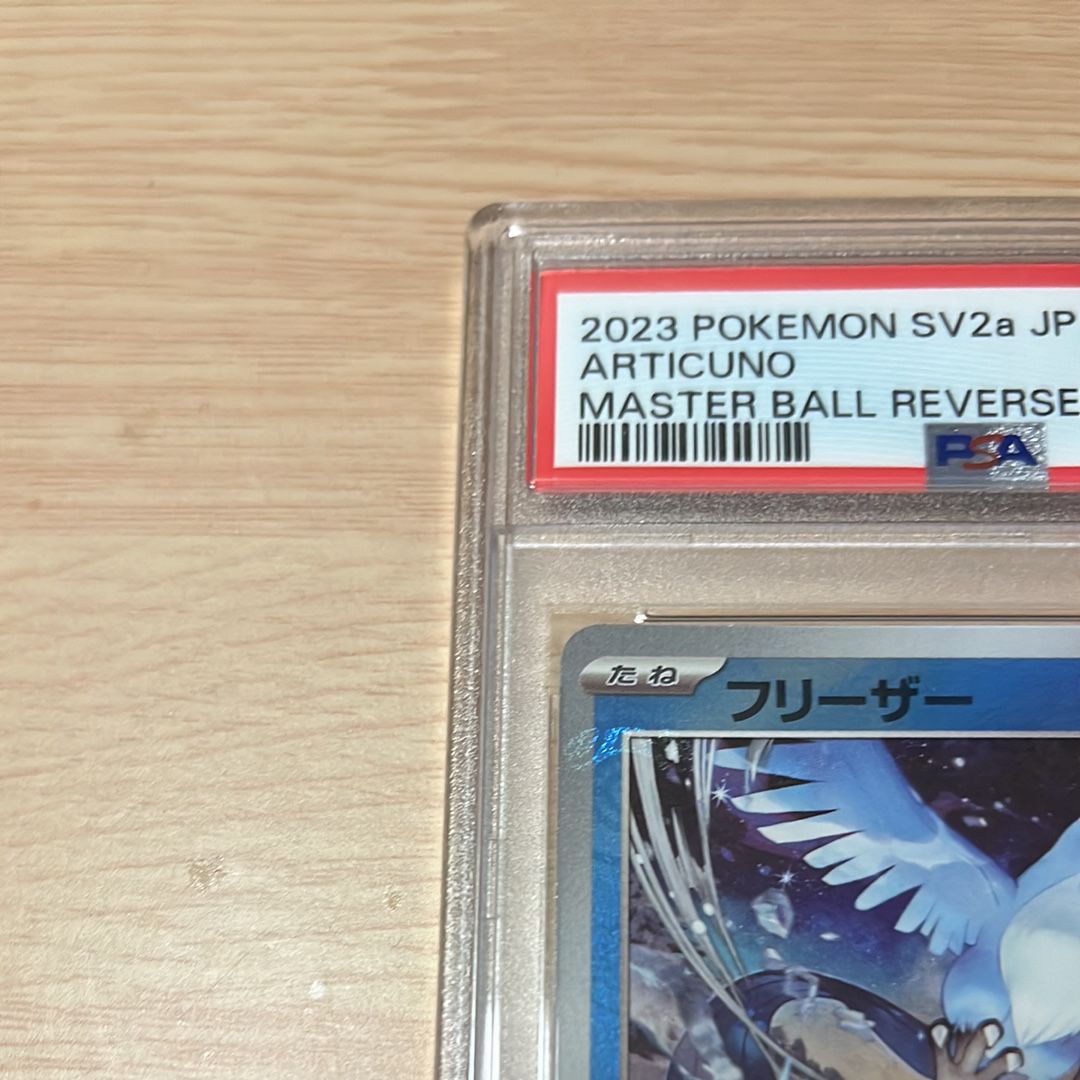 2023 POKEMON SV2a JP
ARTICUNO
MASTER BALL REVERSE
PSA
たね
フリーザー